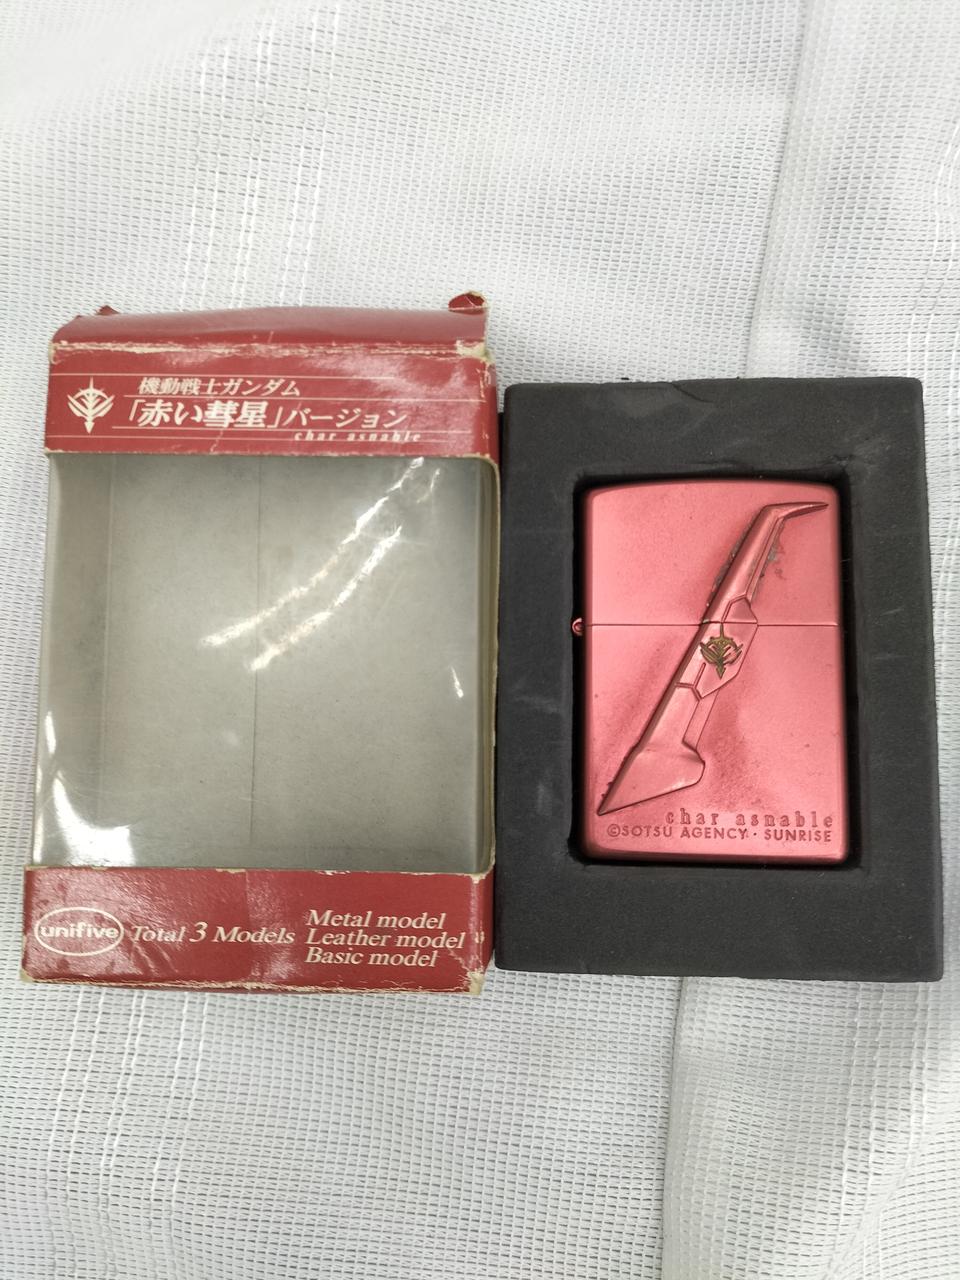 機動戦士ガンダム
「赤い彗星」バージョン
char asnable
unifive
Total 3 Models
Metal model
Leather model
Basic model
char asnable
©SOTSU AGENCY・SUNRISE